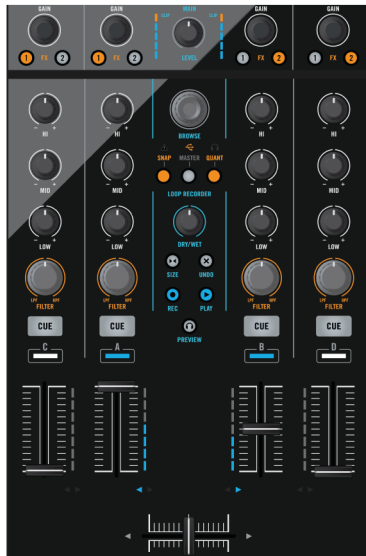 GAIN GAIN MAIN GAIN GAIN
CLIP CLIP
1 FX 2 1 FX 2 LEVEL 1 FX 2 1 FX 2
HI HI BROWSE HI HI
SNAP MASTER QUANT
MID MID LOOP RECORDER MID MID
LOW LOW DRY/WET LOW LOW
SIZE UNDO
LPF HPF LPF HPF LPF HPF LPF HPF
FILTER FILTER REC PLAY FILTER FILTER
CUE CUE CUE CUE
PREVIEW
C A B D